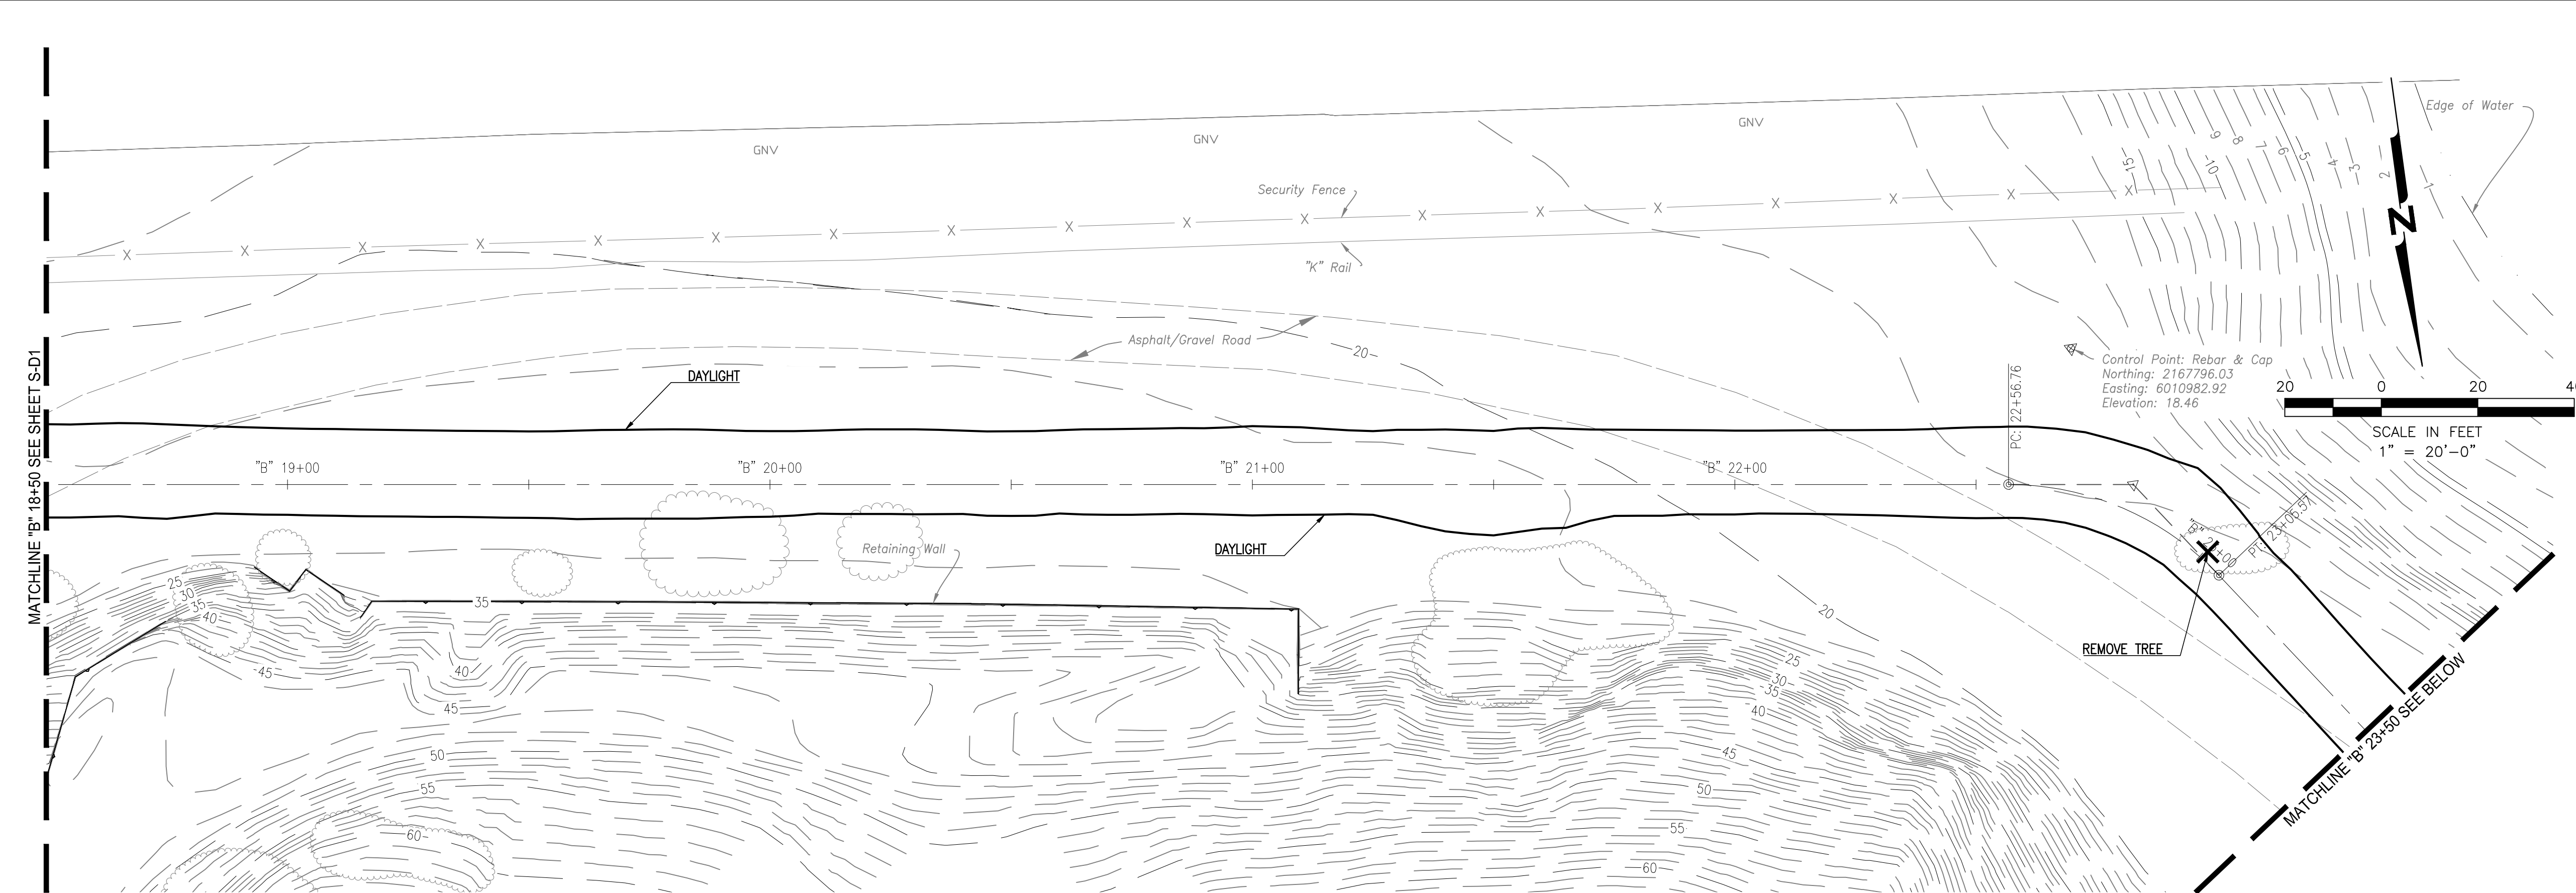 GNV
GNV
GNV
Edge of Water
-15-
-10
9
8
7
6
5
4
3
2
1
Security Fence
N
"K" Rail
Asphalt/Gravel Road
20
Control Point: Rebar & Cap
Northing: 2167796.03
Easting: 6010982.92
Elevation: 18.46
20 0 20
SCALE IN FEET
1" = 20'-0"
DAYLIGHT
PC: 22+56.76
MATCHLINE "B" 18+50 SEE SHEET S-D1
"B" 19+00
"B" 20+00
"B" 21+00
"B" 22+00
"B" 23+00
PT: 23+05.57
DAYLIGHT
Retaining Wall
25
30
35
40
45
35
40
45
50
55
60
20
25
30
35
40
45
50
55
60
REMOVE TREE
MATCHLINE "B" 23+50 SEE BELOW